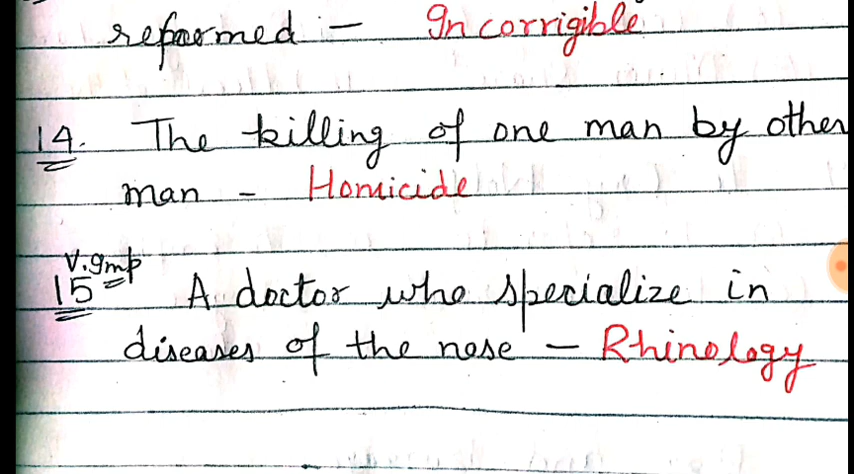 reformed - Incorrigible
14. The killing of one man by other
man - Homicide
V.Imp
15 A doctor who specialize in
diseases of the nose - Rhinology